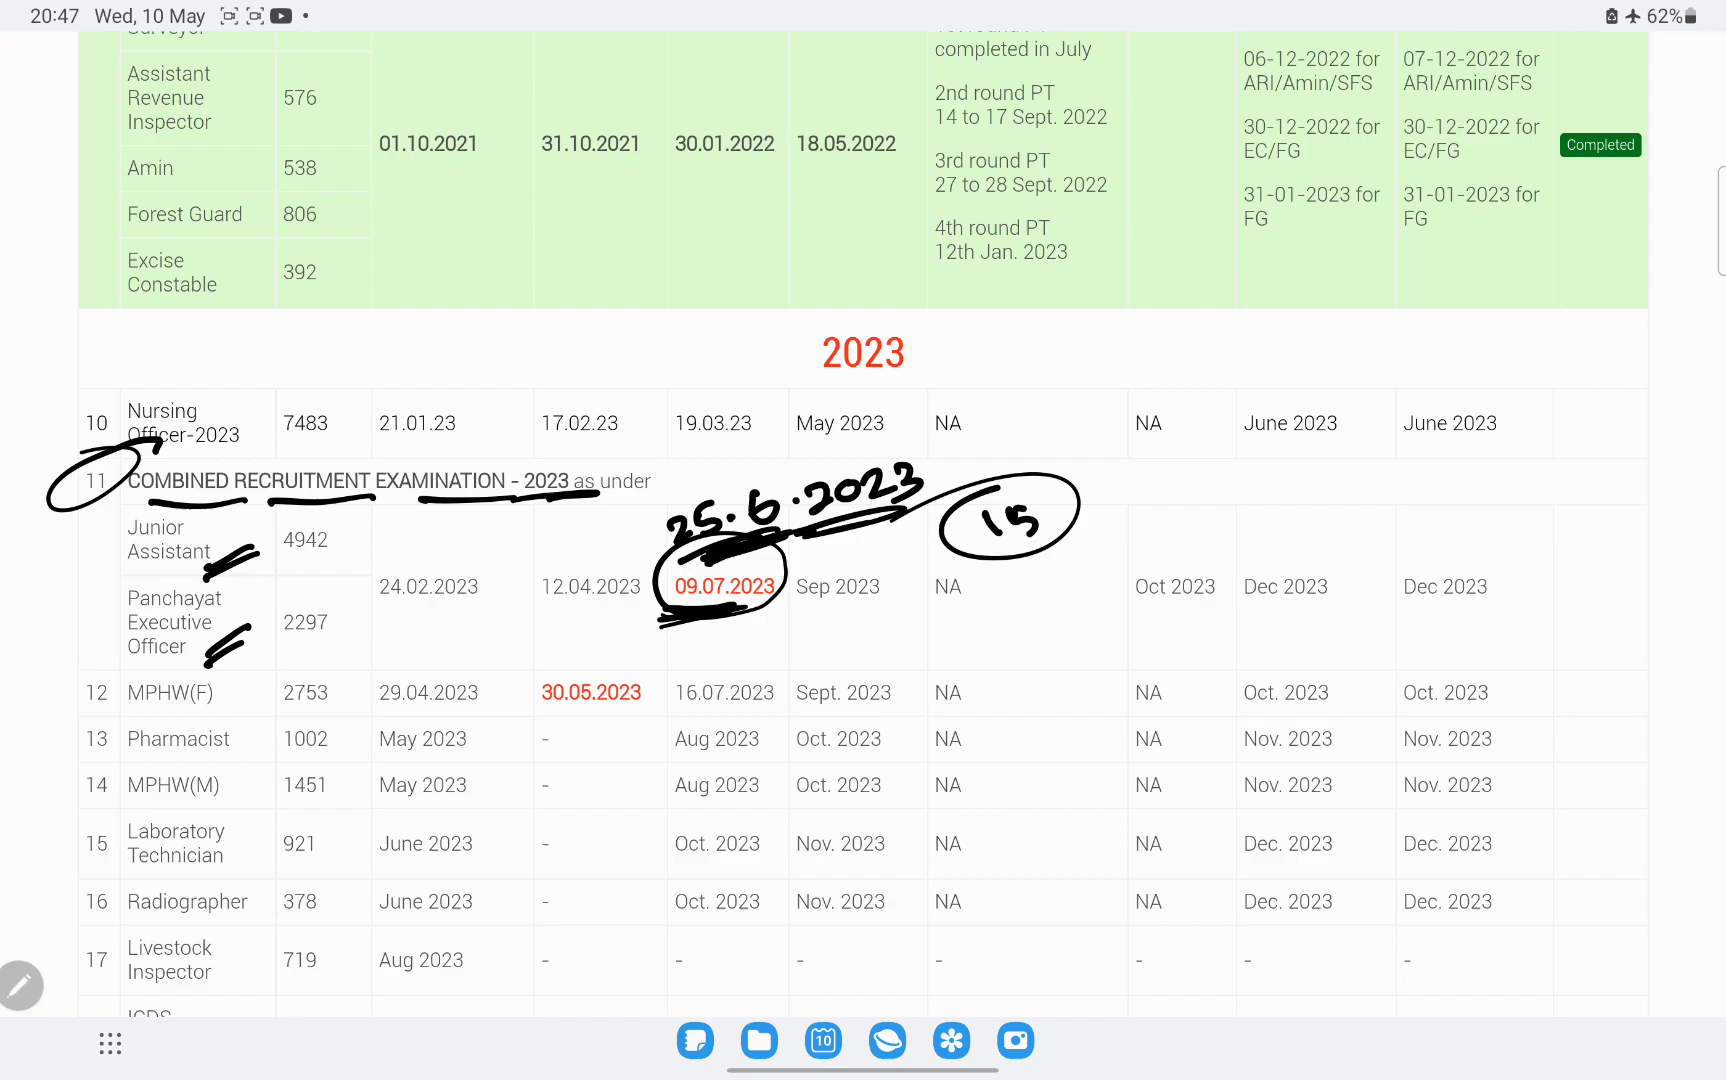 20:47 Wed, 10 May
62%
completed in July
Assistant Revenue Inspector
576
Amin
538
Forest Guard
806
Excise Constable
392
01.10.2021
31.10.2021
30.01.2022
18.05.2022
2nd round PT
14 to 17 Sept. 2022
3rd round PT
27 to 28 Sept. 2022
4th round PT
12th Jan. 2023
06-12-2022 for
ARI/Amin/SFS
30-12-2022 for
EC/FG
31-01-2023 for
FG
07-12-2022 for
ARI/Amin/SFS
30-12-2022 for
EC/FG
31-01-2023 for
FG
Completed
2023
10 Nursing Officer-2023 7483 21.01.23 17.02.23 19.03.23 May 2023 NA NA June 2023 June 2023
11 COMBINED RECRUITMENT EXAMINATION - 2023 as under
25.6.2023
15
Junior Assistant 4942
Panchayat Executive Officer 2297
24.02.2023 12.04.2023 09.07.2023 Sep 2023 NA Oct 2023 Dec 2023 Dec 2023
12 MPHW(F) 2753 29.04.2023 30.05.2023 16.07.2023 Sept. 2023 NA NA Oct. 2023 Oct. 2023
13 Pharmacist 1002 May 2023 - Aug 2023 Oct. 2023 NA NA Nov. 2023 Nov. 2023
14 MPHW(M) 1451 May 2023 - Aug 2023 Oct. 2023 NA NA Nov. 2023 Nov. 2023
15 Laboratory Technician 921 June 2023 - Oct. 2023 Nov. 2023 NA NA Dec. 2023 Dec. 2023
16 Radiographer 378 June 2023 - Oct. 2023 Nov. 2023 NA NA Dec. 2023 Dec. 2023
17 Livestock Inspector 719 Aug 2023 - - - - - - -
10